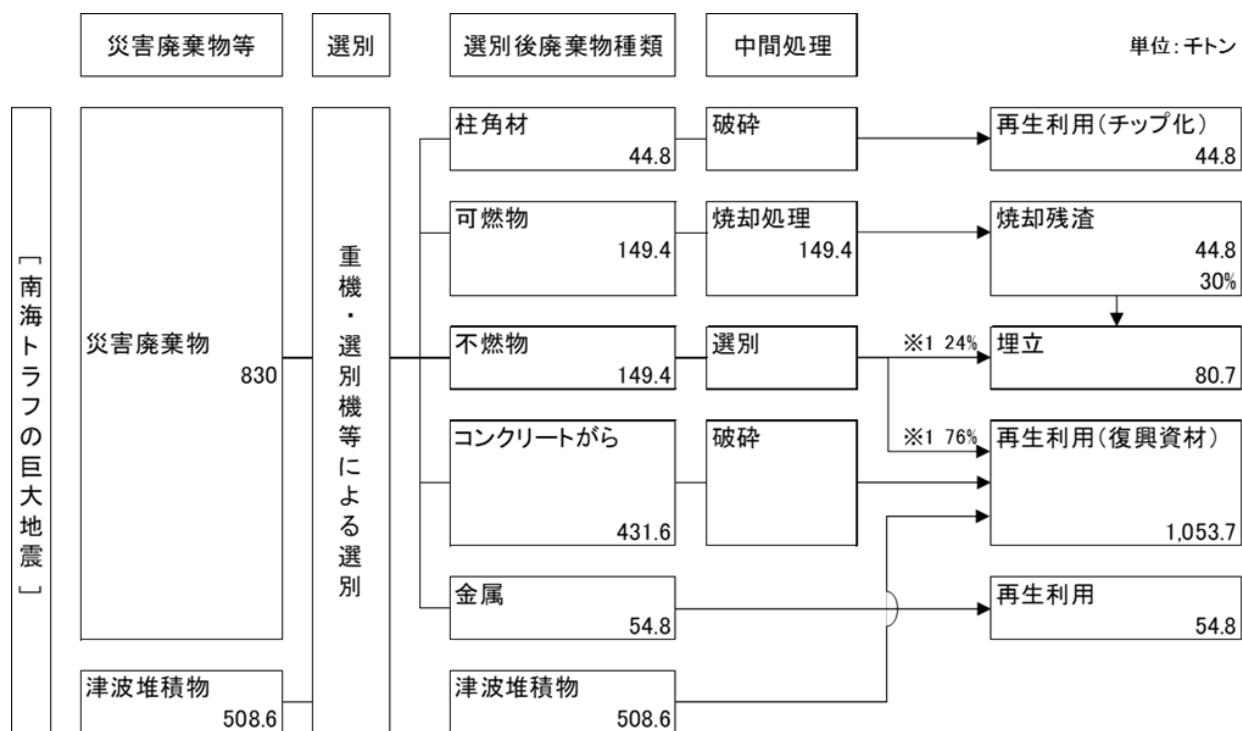 災害廃棄物等
選別
選別後廃棄物種類
中間処理
単位：千トン
［南海トラフの巨大地震］
災害廃棄物
830
津波堆積物
508.6
重機・選別機等による選別
柱角材
44.8
破砕
再生利用（チップ化）
44.8
可燃物
149.4
焼却処理
149.4
焼却残渣
44.8
30%
不燃物
149.4
選別
※1 24%
埋立
80.7
コンクリートがら
431.6
破砕
※1 76%
再生利用（復興資材）
1,053.7
金属
54.8
再生利用
54.8
津波堆積物
508.6